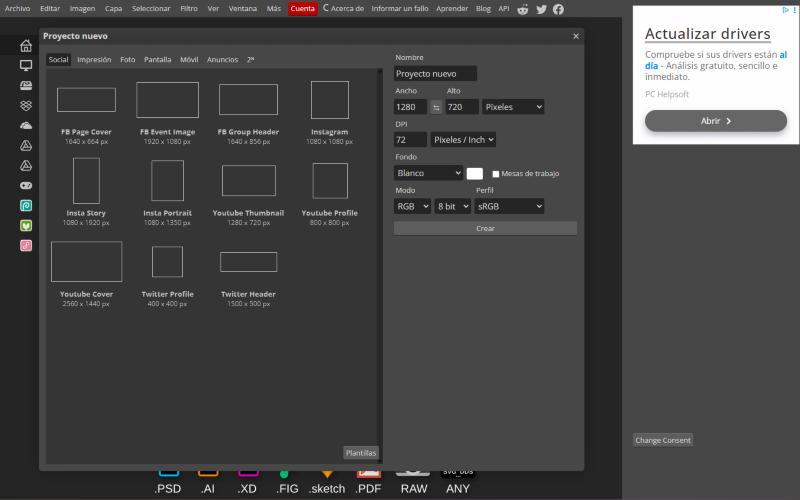 Archivo Editar Imagen Capa Seleccionar Filtro Ver Ventana Más Cuenta Acerca de Informar un fallo Aprender Blog API
Proyecto nuevo ×
Social Impresión Foto Pantalla Móvil Anuncios 2ᴺ
FB Page Cover
1640 x 664 px
FB Event Image
1920 x 1080 px
FB Group Header
1640 x 856 px
Instagram
1080 x 1080 px
Insta Story
1080 x 1920 px
Insta Portrait
1080 x 1350 px
Youtube Thumbnail
1280 x 720 px
Youtube Profile
800 x 800 px
Youtube Cover
2560 x 1440 px
Twitter Profile
400 x 400 px
Twitter Header
1500 x 500 px
Plantillas
Nombre
Proyecto nuevo
Ancho Alto
1280 720 Píxeles
DPI
72 Píxeles / Inch
Fondo
Blanco Mesas de trabajo
Modo Perfil
RGB 8 bit sRGB
Crear
.PSD .AI .XD .FIG .sketch .PDF RAW ANY
Actualizar drivers
Compruebe si sus drivers están al
día - Análisis gratuito, sencillo e
inmediato.
PC Helpsoft
Abrir
Change Consent